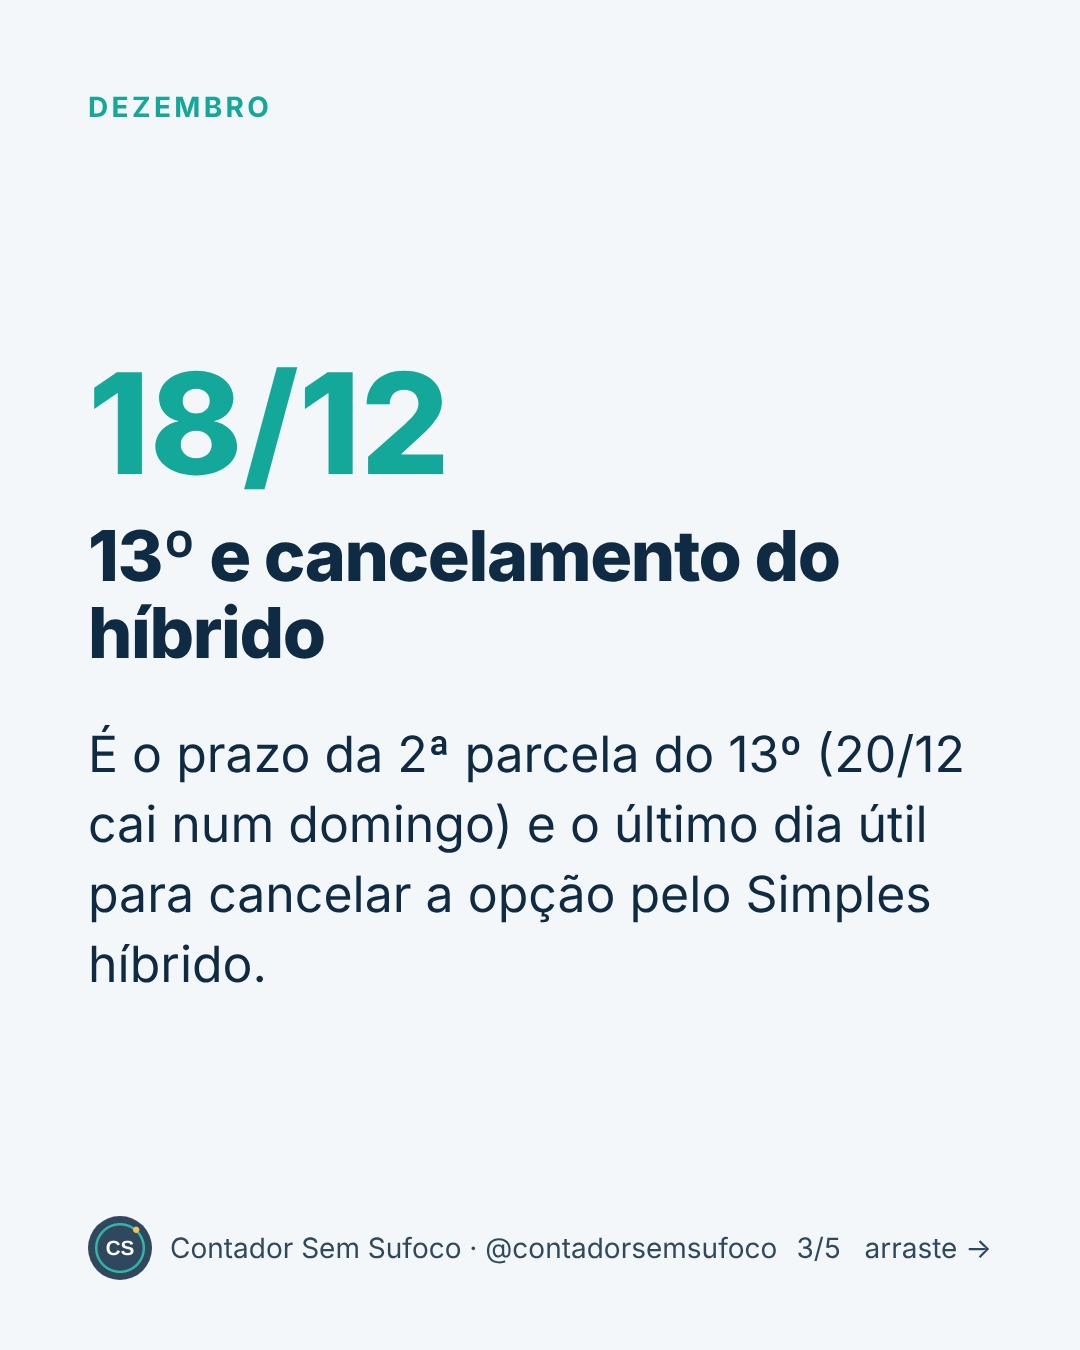 DEZEMBRO
18/12
13º e cancelamento do
híbrido
É o prazo da 2ª parcela do 13º (20/12
cai num domingo) e o último dia útil
para cancelar a opção pelo Simples
híbrido.
CS Contador Sem Sufoco · @contadorsemsufoco 3/5 arraste →